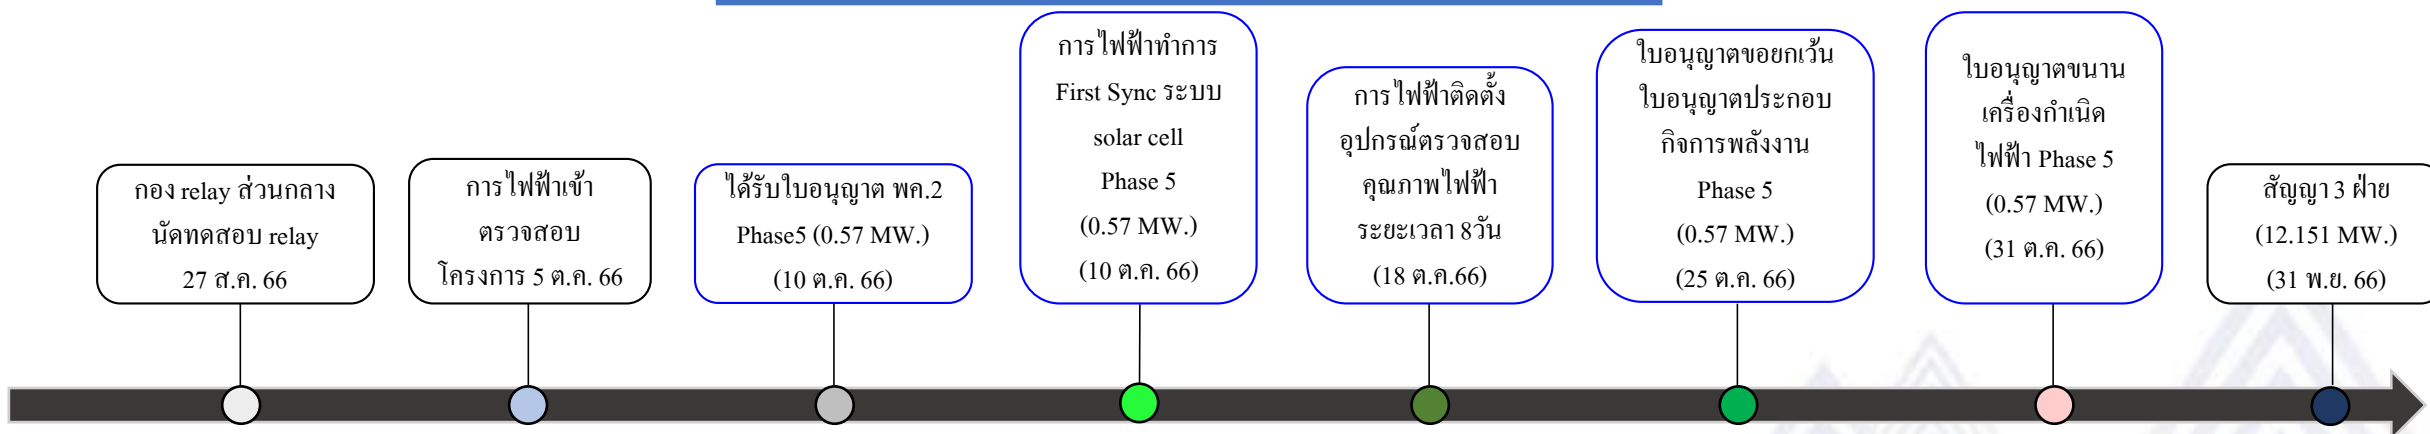 กอง relay ส่วนกลาง
นัดทดสอบ relay
27 ส.ค. 66
การไฟฟ้าเข้า
ตรวจสอบ
โครงการ 5 ต.ค. 66
ได้รับใบอนุญาต พค.2
Phase5 (0.57 MW.)
(10 ต.ค. 66)
การไฟฟ้าทำการ
First Sync ระบบ
solar cell
Phase 5
(0.57 MW.)
(10 ต.ค. 66)
การไฟฟ้าติดตั้ง
อุปกรณ์ตรวจสอบ
คุณภาพไฟฟ้า
ระยะเวลา 8วัน
(18 ต.ค.66)
ใบอนุญาตขอยกเว้น
ใบอนุญาตประกอบ
กิจการพลังงาน
Phase 5
(0.57 MW.)
(25 ต.ค. 66)
ใบอนุญาตขนาน
เครื่องกำเนิด
ไฟฟ้า Phase 5
(0.57 MW.)
(31 ต.ค. 66)
สัญญา 3 ฝ่าย
(12.151 MW.)
(31 พ.ย. 66)